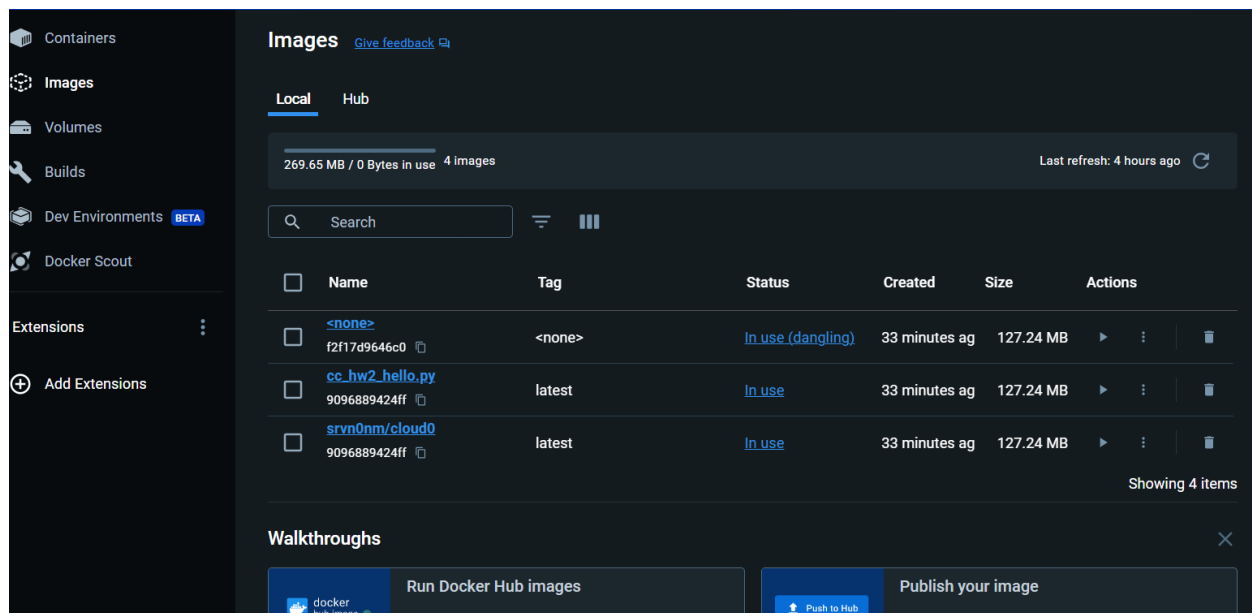 Containers
Images
Volumes
Builds
Dev Environments BETA
Docker Scout
Extensions
Add Extensions
Images Give feedback
Local Hub
269.65 MB / 0 Bytes in use 4 images Last refresh: 4 hours ago
Search
Name Tag Status Created Size Actions
<none>
f2f17d9646c0 <none> In use (dangling) 33 minutes ag 127.24 MB
cc_hw2_hello.py
9096889424ff latest In use 33 minutes ag 127.24 MB
srvn0nm/cloud0
9096889424ff latest In use 33 minutes ag 127.24 MB
Showing 4 items
Walkthroughs
Run Docker Hub images
docker
Publish your image
Push to Hub